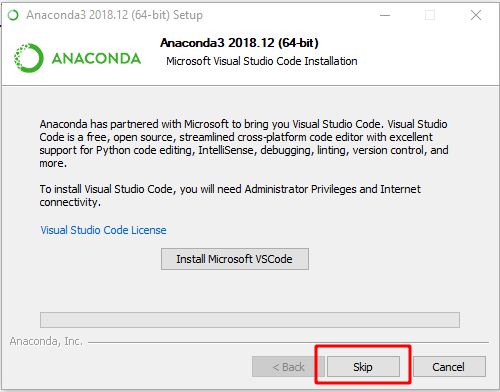 Anaconda3 2018.12 (64-bit) Setup
ANACONDA
Anaconda3 2018.12 (64-bit)
Microsoft Visual Studio Code Installation
Anaconda has partnered with Microsoft to bring you Visual Studio Code. Visual Studio
Code is a free, open source, streamlined cross-platform code editor with excellent
support for Python code editing, IntelliSense, debugging, linting, version control, and
more.
To install Visual Studio Code, you will need Administrator Privileges and Internet
connectivity.
Visual Studio Code License
Install Microsoft VSCode
Anaconda, Inc.
< Back
Skip
Cancel